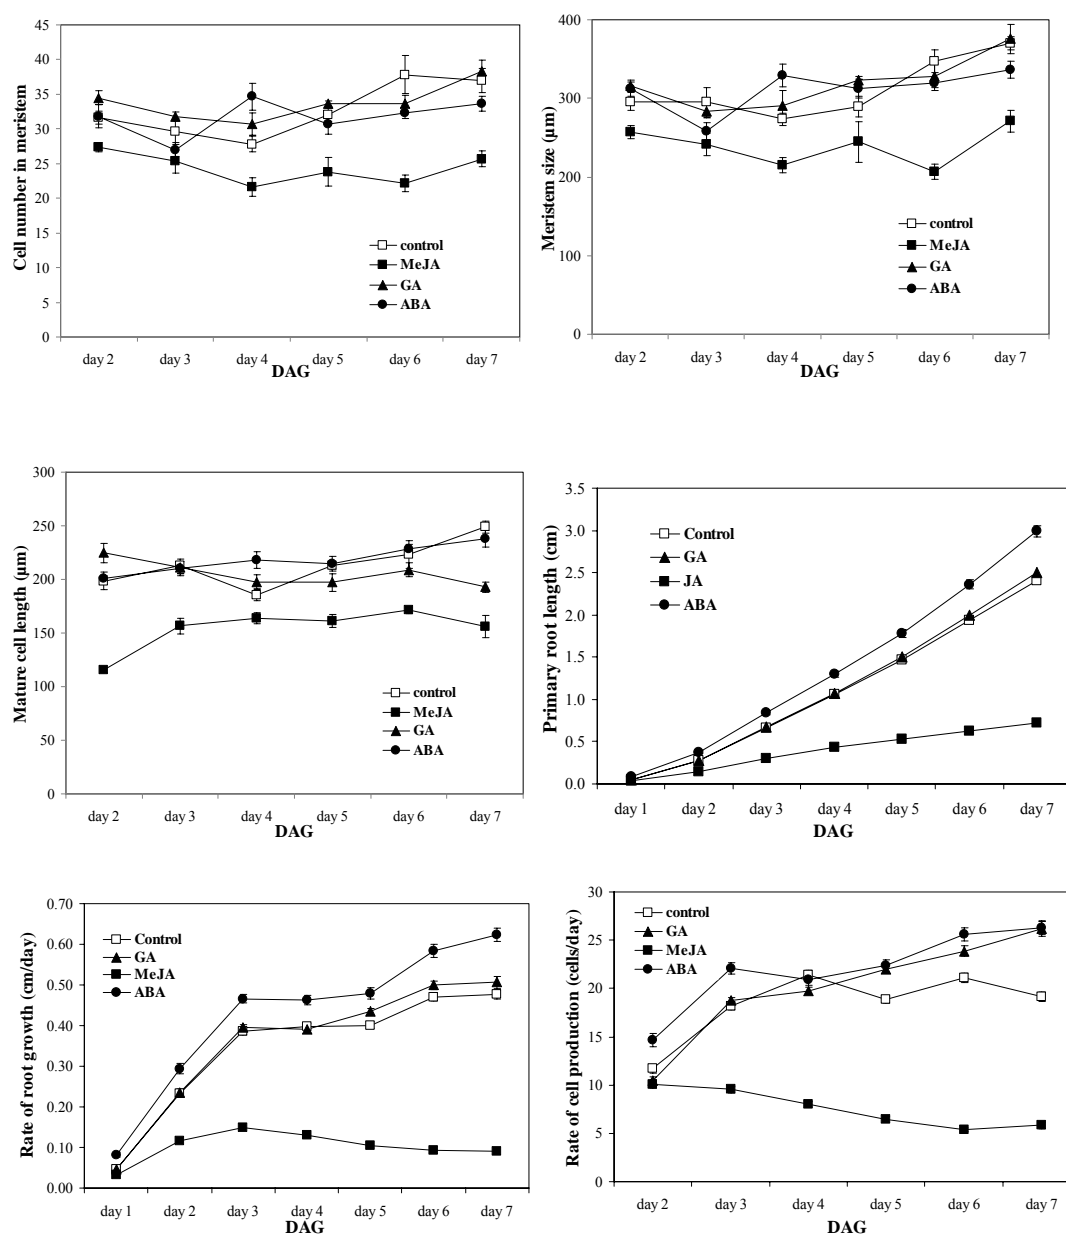 Cell number in meristem
45
40
35
30
25
20
15
10
5
0
control
MeJA
GA
ABA
day 2 day 3 day 4 day 5 day 6 day 7
DAG
Meristem size (µm)
400
300
200
100
0
control
MeJA
GA
ABA
day 2 day 3 day 4 day 5 day 6 day 7
DAG
Mature cell length (µm)
300
250
200
150
100
50
0
control
MeJA
GA
ABA
day 2 day 3 day 4 day 5 day 6 day 7
DAG
Primary root length (cm)
3.5
3.0
2.5
2.0
1.5
1.0
0.5
0.0
Control
GA
JA
ABA
day 1 day 2 day 3 day 4 day 5 day 6 day 7
DAG
Rate of root growth (cm/day)
0.70
0.60
0.50
0.40
0.30
0.20
0.10
0.00
Control
GA
MeJA
ABA
day 1 day 2 day 3 day 4 day 5 day 6 day 7
DAG
Rate of cell production (cells/day)
30
25
20
15
10
5
0
control
GA
MeJA
ABA
day 2 day 3 day 4 day 5 day 6 day 7
DAG